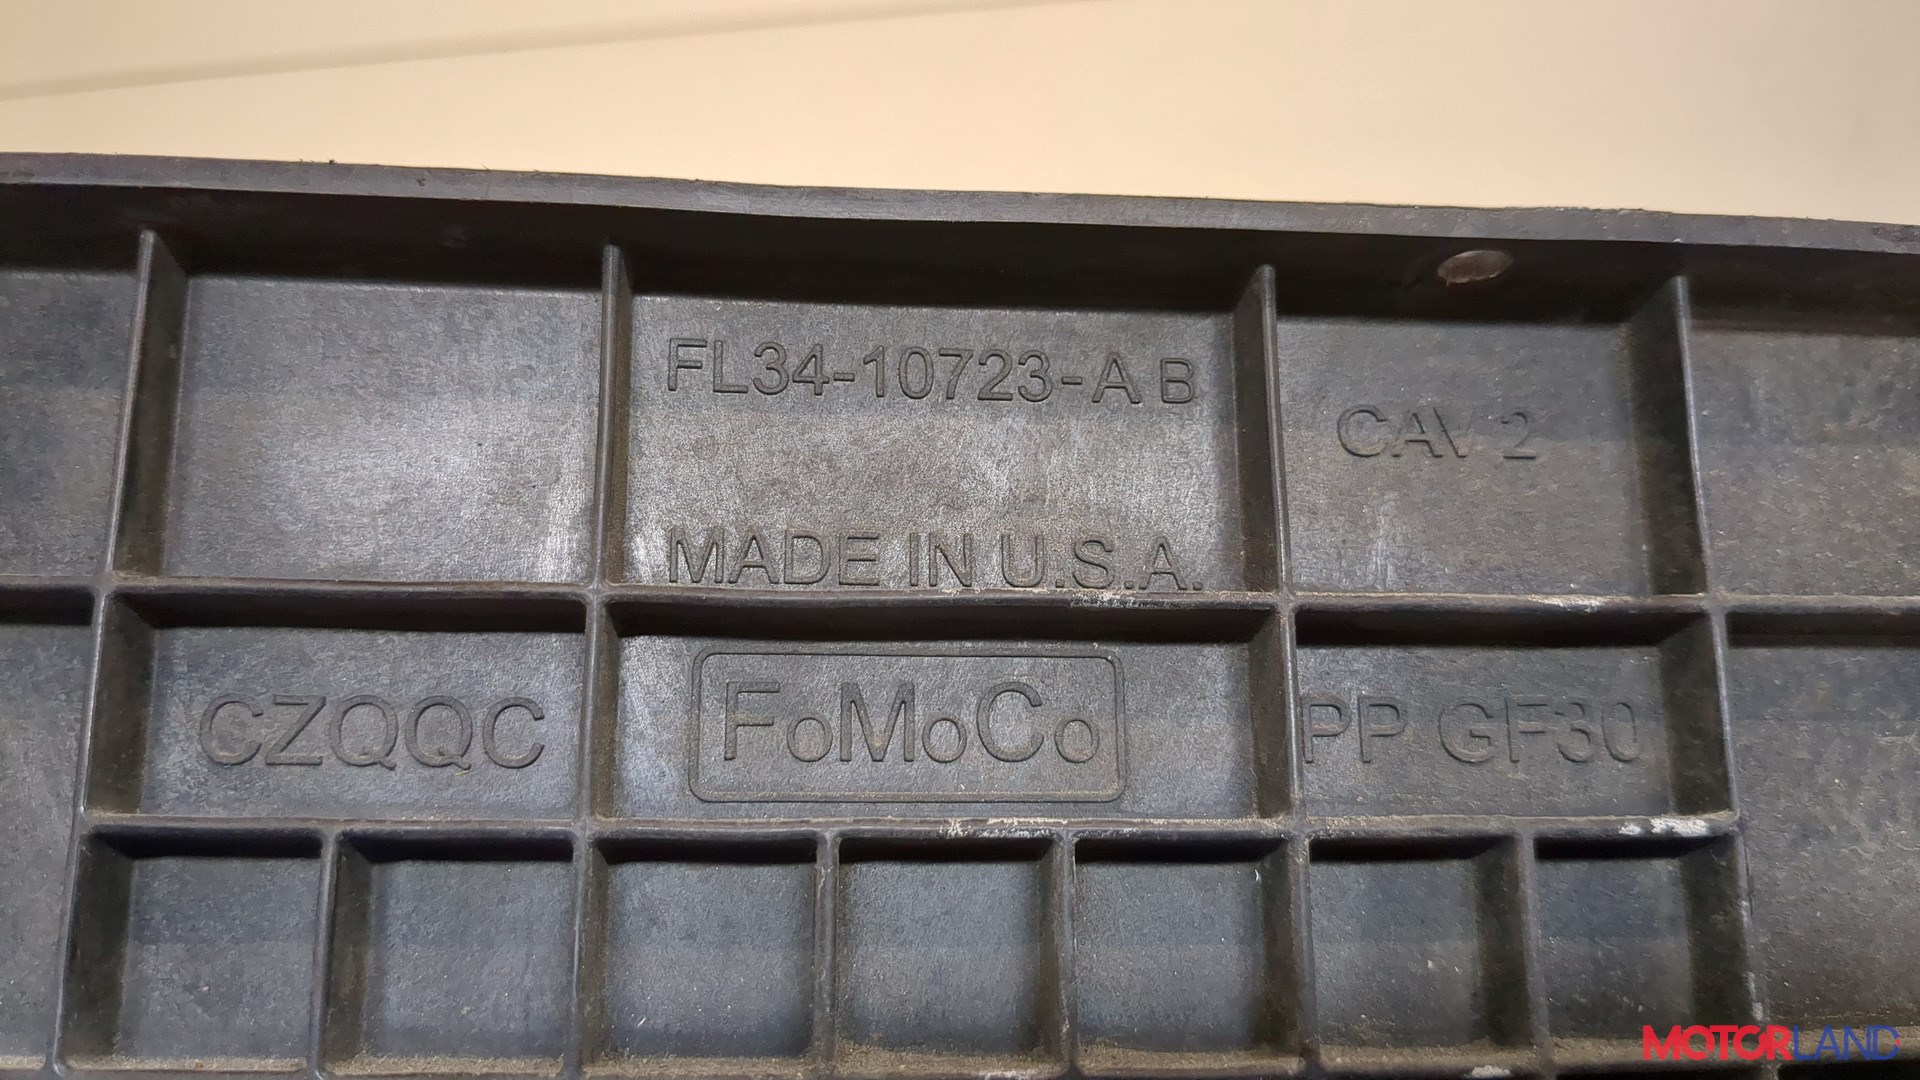 FL34-10723-AB
CAV 2
MADE IN U.S.A.
CZQQC
FoMoCo
PP GF30
MOTORLAND